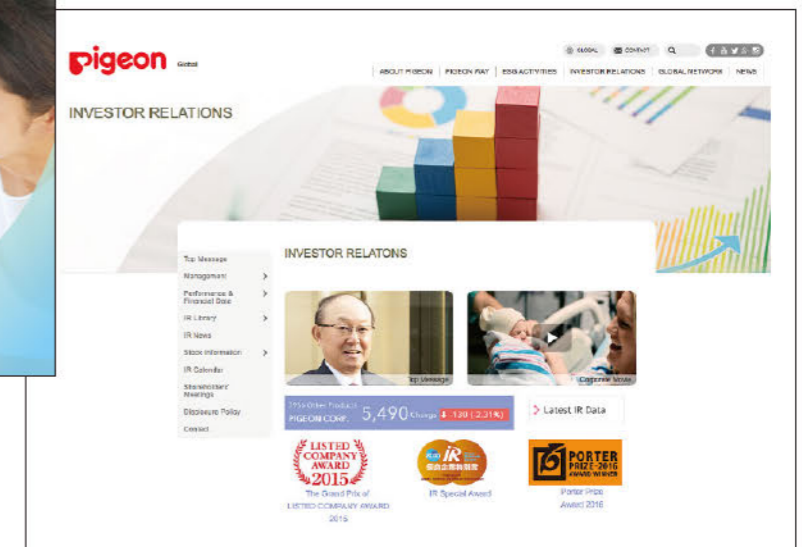 Pigeon Global
GLOBAL CONTACT
ABOUT PIGEON PIGEON WAY ESG ACTIVITIES INVESTOR RELATIONS GLOBAL NETWORK NEWS
INVESTOR RELATIONS
Top Message
Management
Performance &
Financial Data
IR Library
IR News
Stock Information
IR Calendar
Shareholders'
Meetings
Disclosure Policy
Contact
INVESTOR RELATONS
Top Message
Corporate Movie
7956 Other Products
PIGEON CORP. 5,490 Change -130 (-2.31%)
Latest IR Data
LISTED
COMPANY
AWARD
2015
The Grand Prix of
LISTED COMPANY AWARD
2015
IR
IR Special Award
PORTER
PRIZE 2016
AWARD WINNER
Porter Prize
Award 2016